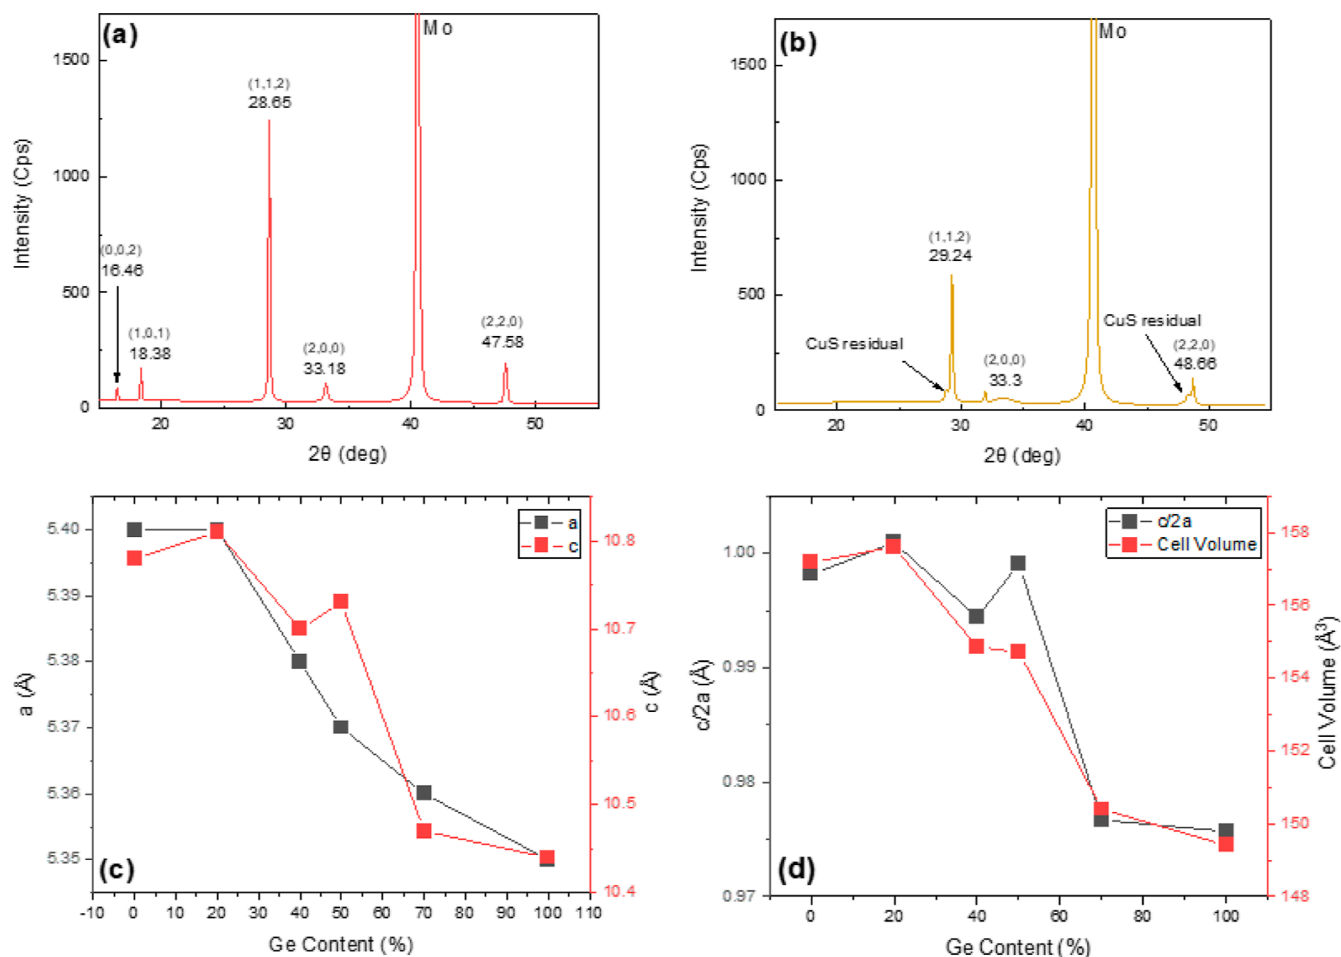 (a)
Mo
1500
(1,1,2)
28.65
1000
Intensity (Cps)
(0,0,2)
16.46
500
(1,0,1)
18.38
(2,0,0)
33.18
(2,2,0)
47.58
0
20
30
40
50
2θ (deg)
(b)
Mo
1500
1000
Intensity (Cps)
(1,1,2)
29.24
500
CuS residual
CuS residual
(2,0,0)
33.3
(2,2,0)
48.66
0
20
30
40
50
2θ (deg)
5.40
5.39
5.38
5.37
5.36
5.35
a (Å)
a
c
10.8
10.7
10.6
10.5
10.4
c (Å)
(c)
-10 0 10 20 30 40 50 60 70 80 90 100 110
Ge Content (%)
1.00
0.99
0.98
0.97
c/2a (Å)
c/2a
Cell Volume
158
156
154
152
150
148
Cell Volume (Å³)
(d)
0 20 40 60 80 100
Ge Content (%)